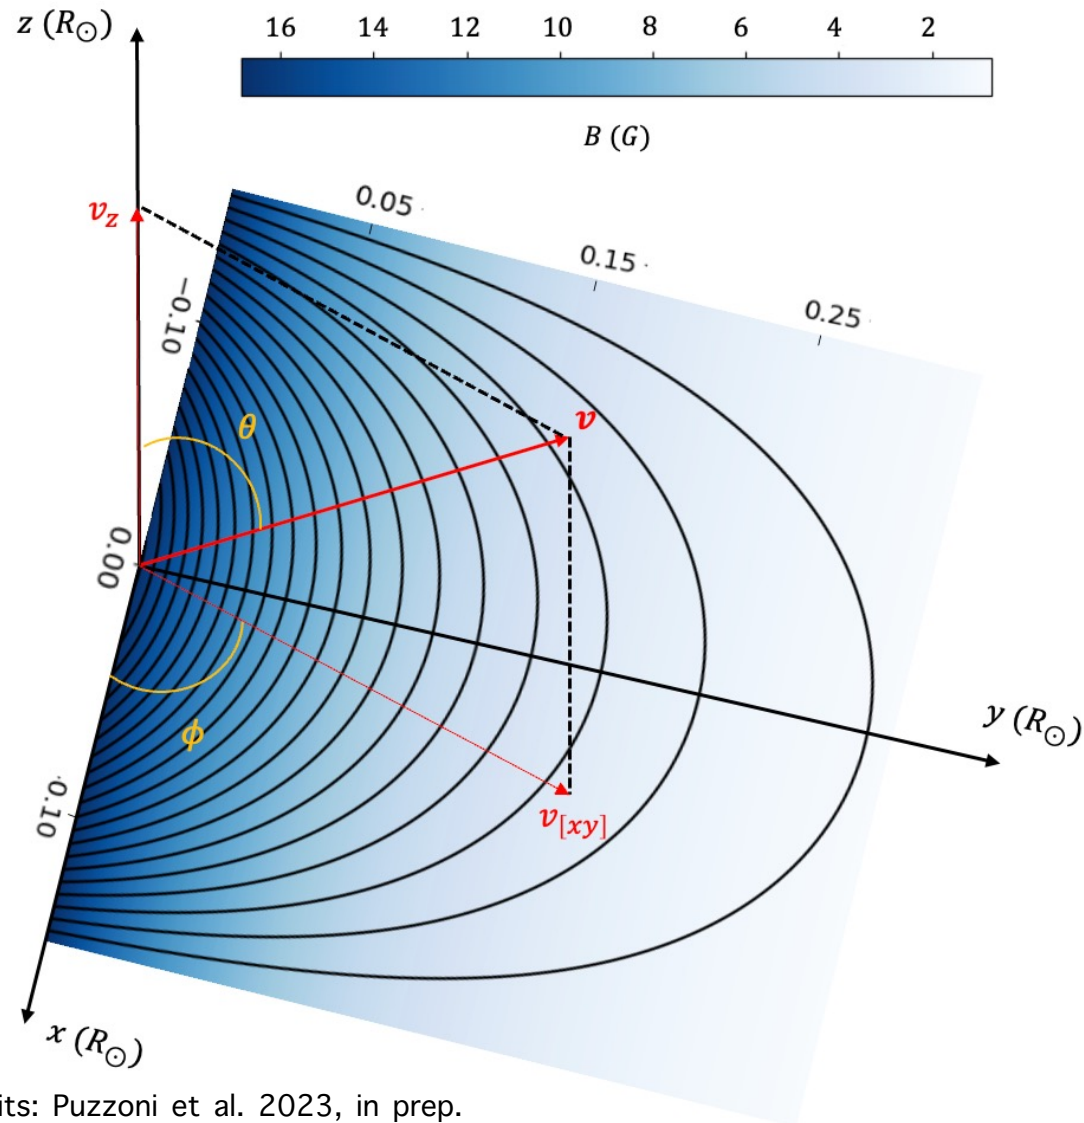 z (R☉)
16 14 12 10 8 6 4 2
B (G)
0.05
0.15
0.25
v_z
−0.10
v
θ
0.00
ϕ
y (R☉)
v_[xy]
0.10
x (R☉)
its: Puzzoni et al. 2023, in prep.